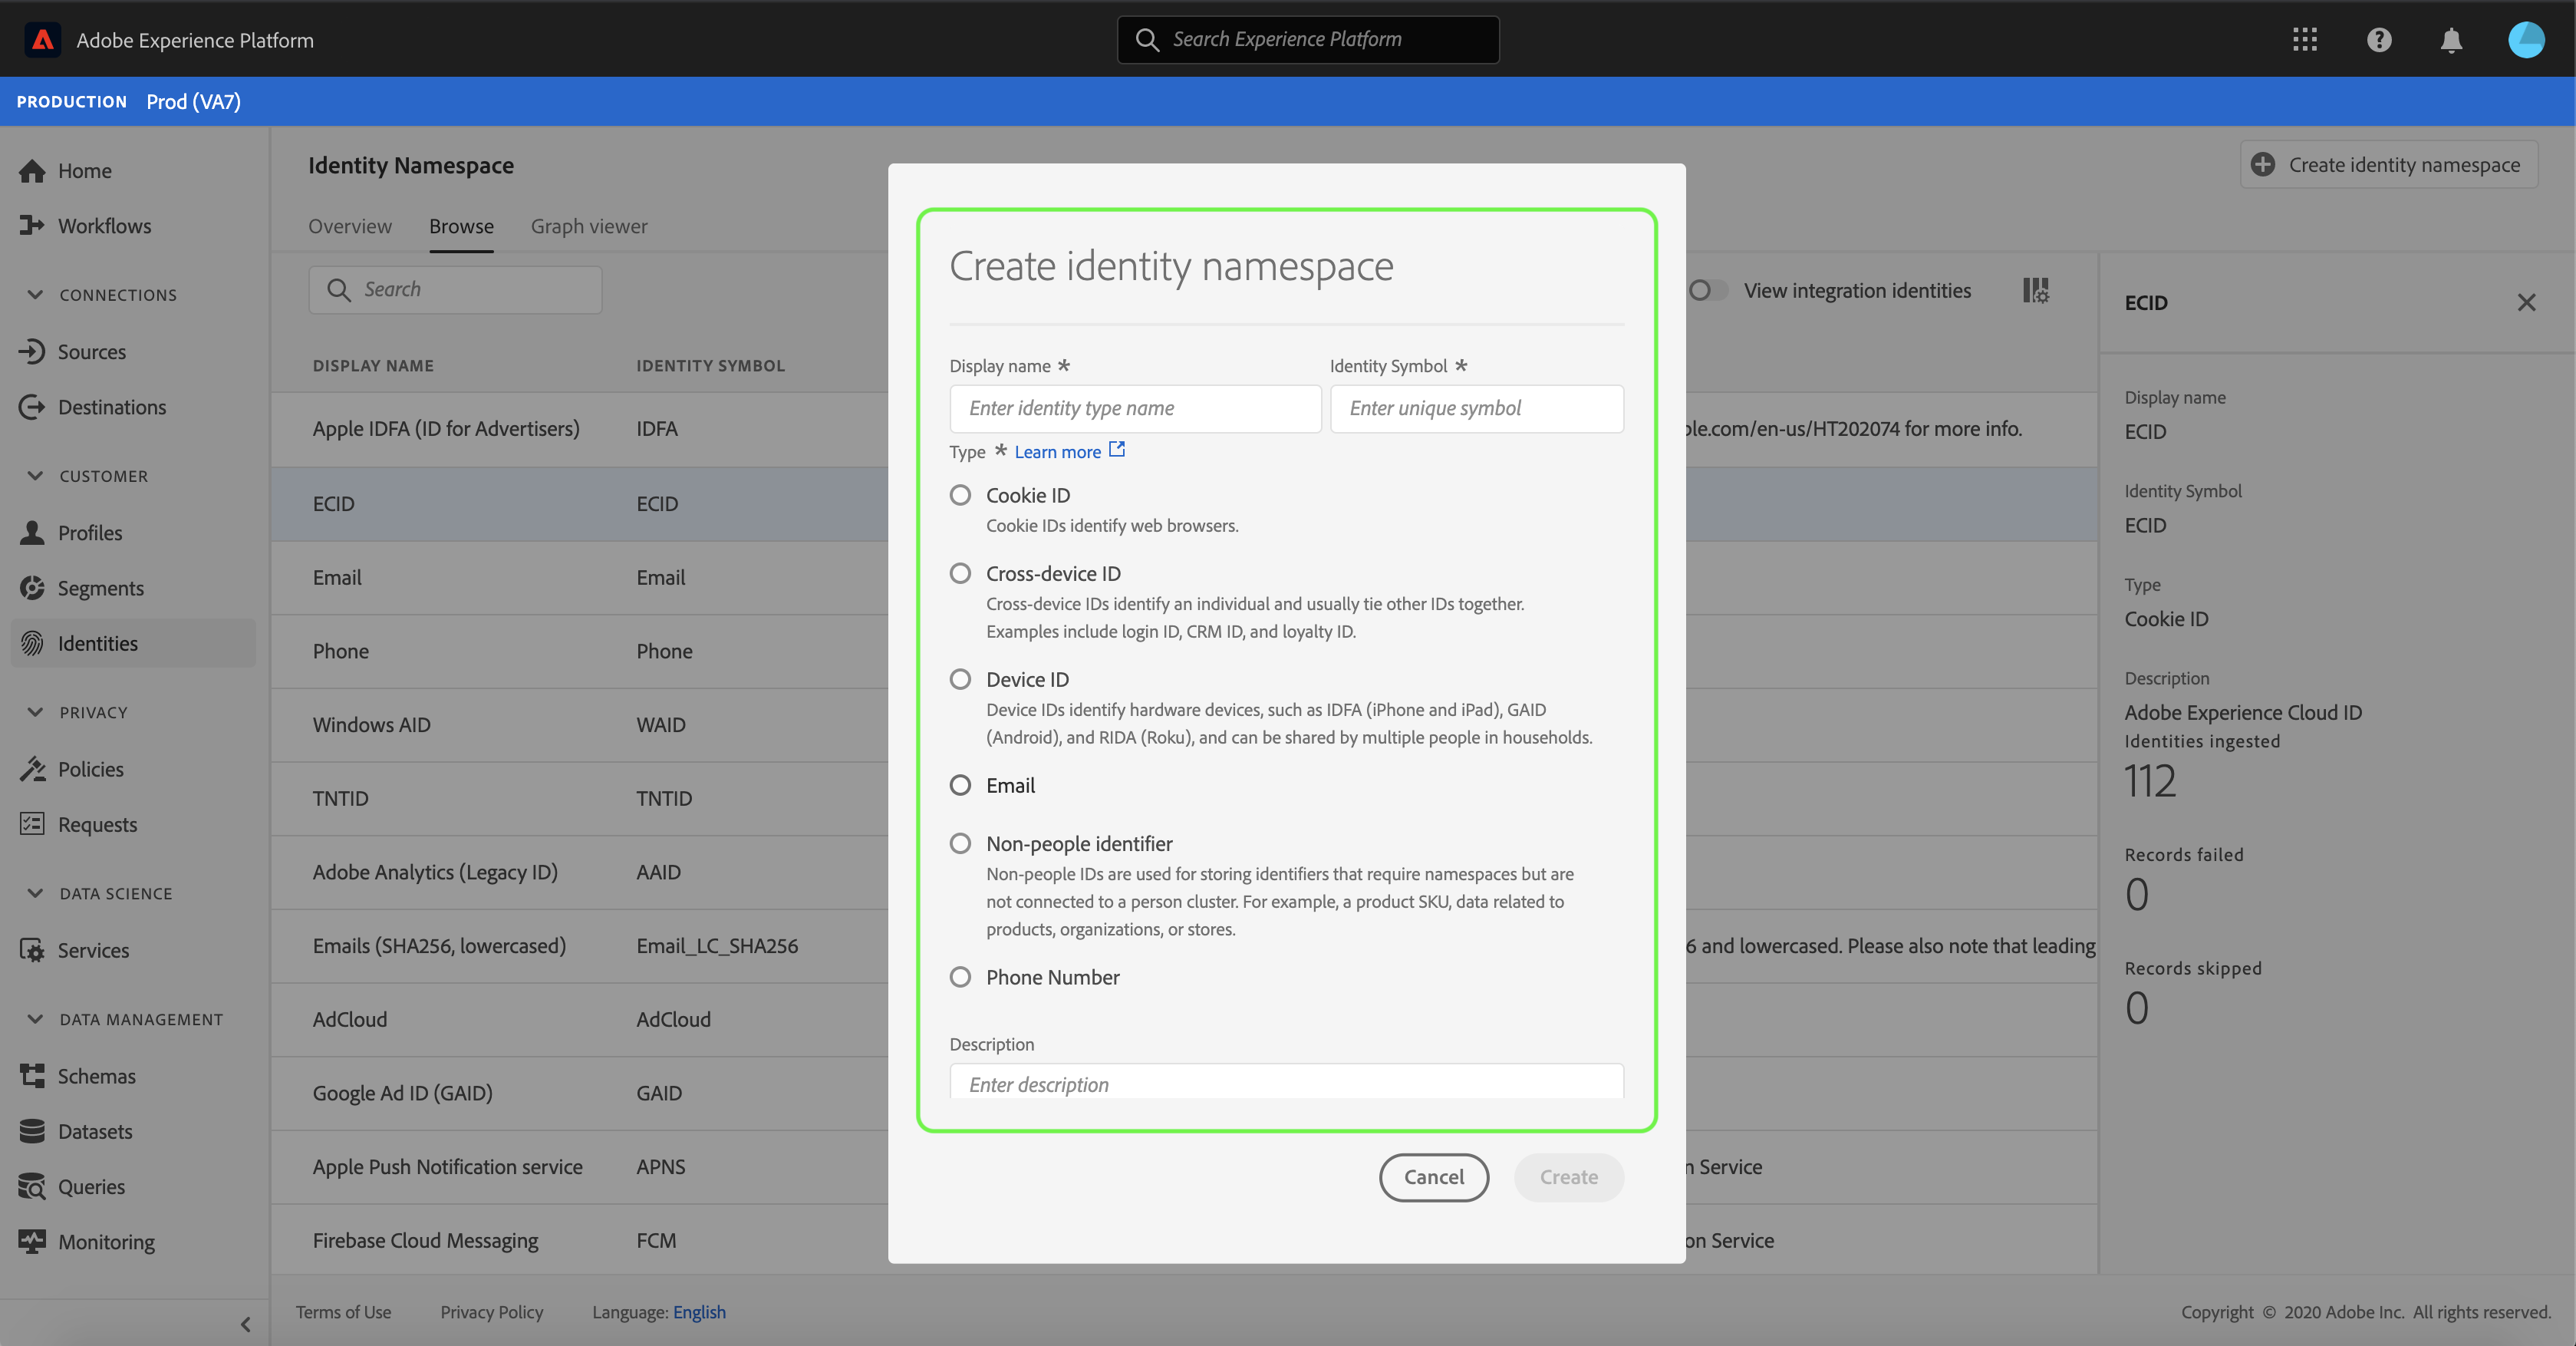 Adobe Experience Platform
Search Experience Platform
PRODUCTION Prod (VA7)
Home
Workflows
CONNECTIONS
Sources
Destinations
CUSTOMER
Profiles
Segments
Identities
PRIVACY
Policies
Requests
DATA SCIENCE
Services
DATA MANAGEMENT
Schemas
Datasets
Queries
Monitoring
Identity Namespace
Create identity namespace
Overview Browse Graph viewer
Search
View integration identities
DISPLAY NAME IDENTITY SYMBOL
Apple IDFA (ID for Advertisers) IDFA
ple.com/en-us/HT202074 for more info.
ECID ECID
Email Email
Phone Phone
Windows AID WAID
TNTID TNTID
Adobe Analytics (Legacy ID) AAID
Emails (SHA256, lowercased) Email_LC_SHA256
6 and lowercased. Please also note that leading
AdCloud AdCloud
Google Ad ID (GAID) GAID
Apple Push Notification service APNS
n Service
Firebase Cloud Messaging FCM
on Service
Create identity namespace
Display name * Identity Symbol *
Enter identity type name Enter unique symbol
Type * Learn more
Cookie ID
Cookie IDs identify web browsers.
Cross-device ID
Cross-device IDs identify an individual and usually tie other IDs together.
Examples include login ID, CRM ID, and loyalty ID.
Device ID
Device IDs identify hardware devices, such as IDFA (iPhone and iPad), GAID
(Android), and RIDA (Roku), and can be shared by multiple people in households.
Email
Non-people identifier
Non-people IDs are used for storing identifiers that require namespaces but are
not connected to a person cluster. For example, a product SKU, data related to
products, organizations, or stores.
Phone Number
Description
Enter description
Cancel Create
ECID
Display name
ECID
Identity Symbol
ECID
Type
Cookie ID
Description
Adobe Experience Cloud ID
Identities ingested
112
Records failed
0
Records skipped
0
Terms of Use Privacy Policy Language: English
Copyright © 2020 Adobe Inc. All rights reserved.